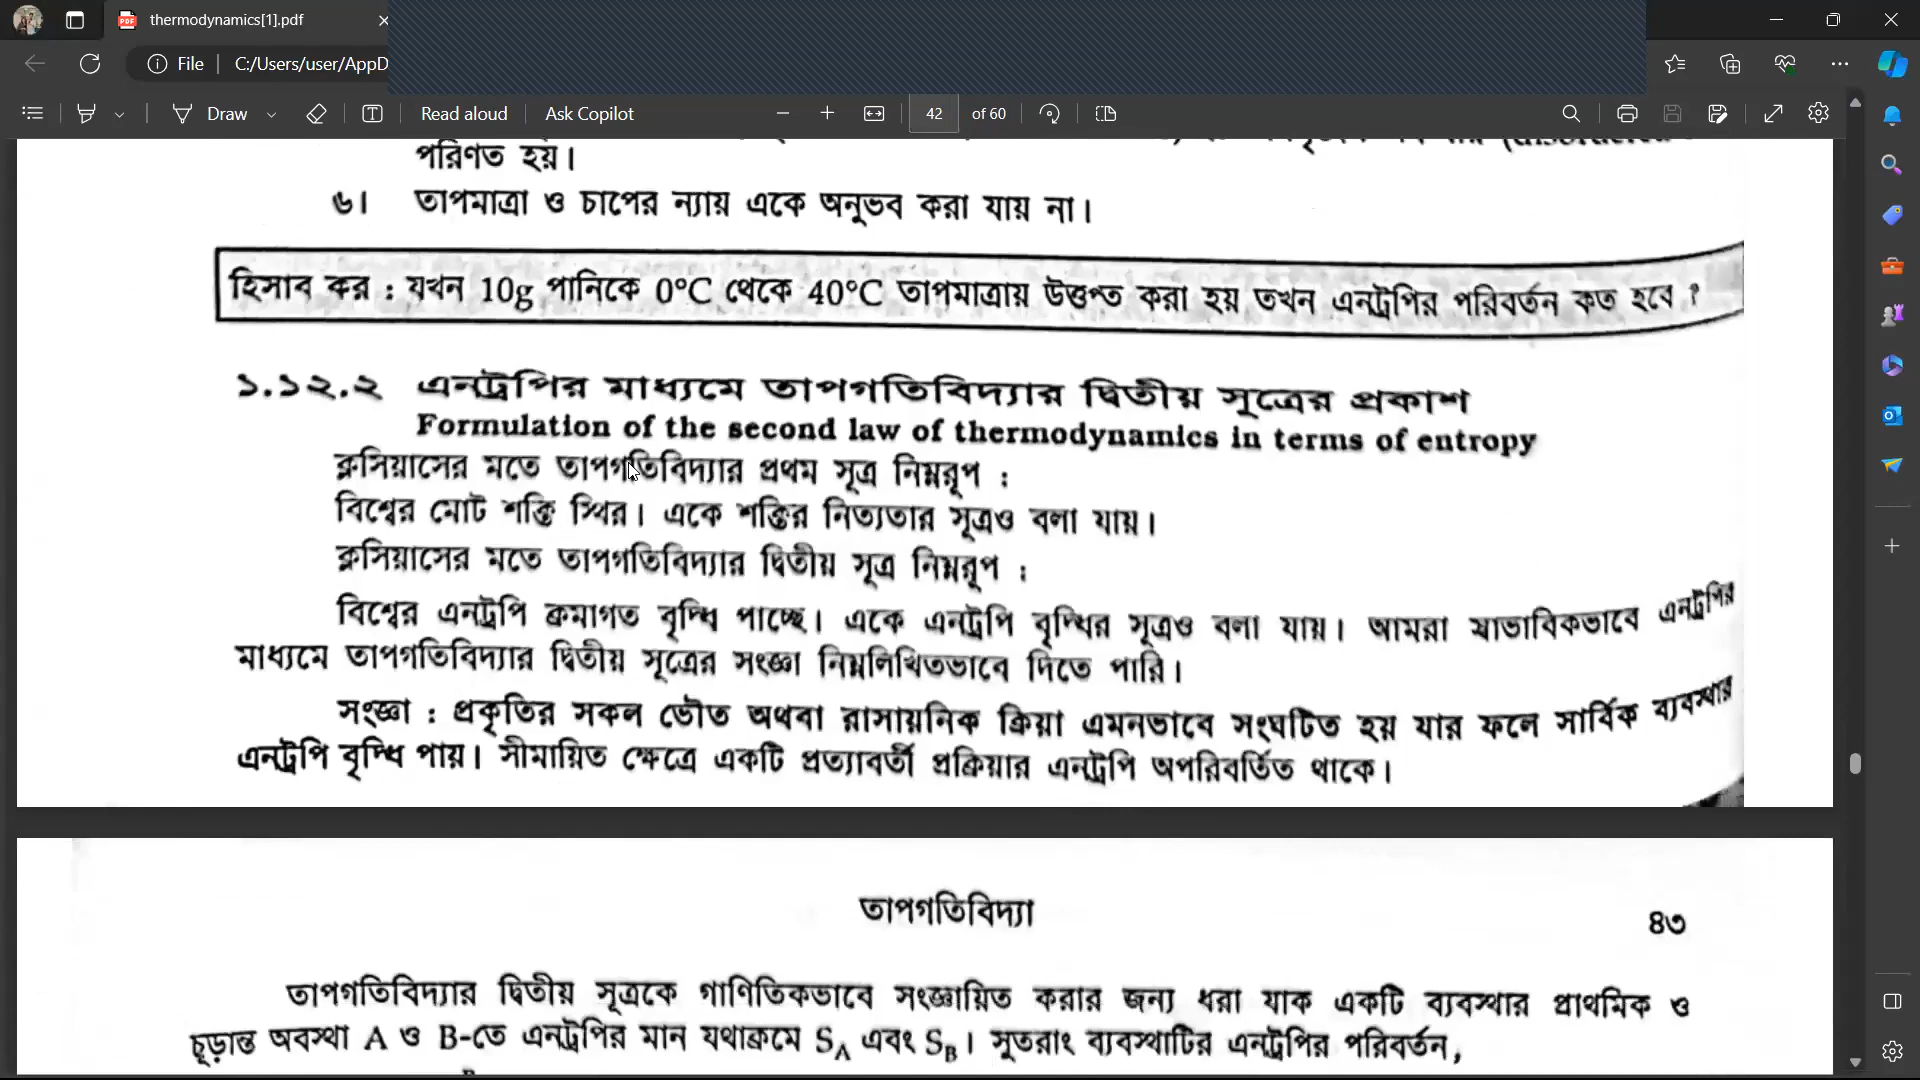 thermodynamics[1].pdf
File C:/Users/user/AppD
Draw Read aloud Ask Copilot 42 of 60
পরিণত হয়।
৬। তাপমাত্রা ও চাপের ন্যায় একে অনুভব করা যায় না।
হিসাব কর : যখন 10g পানিকে 0°C থেকে 40°C তাপমাত্রায় উত্তপ্ত করা হয় তখন এনট্রপির পরিবর্তন কত হবে ?
১.১২.২ এনট্রপির মাধ্যমে তাপগতিবিদ্যার দ্বিতীয় সূত্রের প্রকাশ
Formulation of the second law of thermodynamics in terms of entropy
ক্লসিয়াসের মতে তাপগতিবিদ্যার প্রথম সূত্র নিম্নরূপ :
বিশ্বের মোট শক্তি স্থির। একে শক্তির নিত্যতার সূত্রও বলা যায়।
ক্লসিয়াসের মতে তাপগতিবিদ্যার দ্বিতীয় সূত্র নিম্নরূপ :
বিশ্বের এনট্রপি ক্রমাগত বৃদ্ধি পাচ্ছে। একে এনট্রপি বৃদ্ধির সূত্রও বলা যায়। আমরা স্বাভাবিকভাবে এনট্রপির
মাধ্যমে তাপগতিবিদ্যার দ্বিতীয় সূত্রের সংজ্ঞা নিম্নলিখিতভাবে দিতে পারি।
সংজ্ঞা : প্রকৃতির সকল ভৌত অথবা রাসায়নিক ক্রিয়া এমনভাবে সংঘটিত হয় যার ফলে সার্বিক ব্যবস্থার
এনট্রপি বৃদ্ধি পায়। সীমায়িত ক্ষেত্রে একটি প্রত্যাবর্তী প্রক্রিয়ার এনট্রপি অপরিবর্তিত থাকে।
তাপগতিবিদ্যা
৪৩
তাপগতিবিদ্যার দ্বিতীয় সূত্রকে গাণিতিকভাবে সংজ্ঞায়িত করার জন্য ধরা যাক একটি ব্যবস্থার প্রাথমিক ও
চূড়ান্ত অবস্থা A ও B-তে এনট্রপির মান যথাক্রমে S_A এবং S_B। সুতরাং ব্যবস্থাটির এনট্রপির পরিবর্তন,